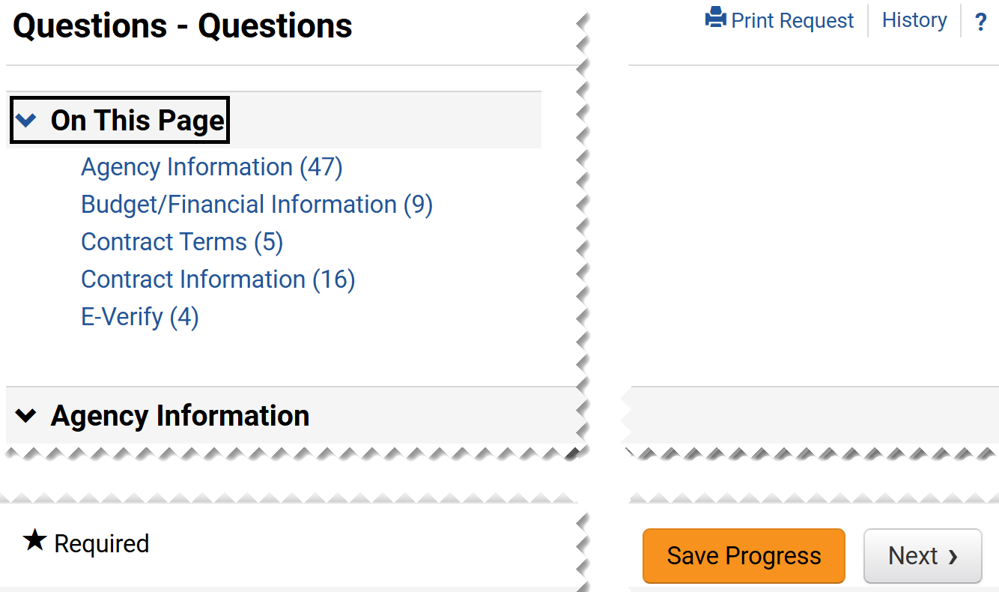 Questions - Questions
Print Request
History
?
On This Page
Agency Information (47)
Budget/Financial Information (9)
Contract Terms (5)
Contract Information (16)
E-Verify (4)
Agency Information
★ Required
Save Progress
Next ›